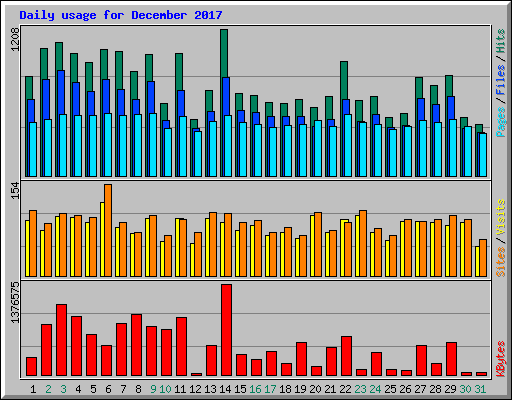 Daily usage for December 2017
1208
Pages / Files / Hits
154
Sites / Visits
1376575
KBytes
1 2 3 4 5 6 7 8 9 10 11 12 13 14 15 16 17 18 19 20 21 22 23 24 25 26 27 28 29 30 31